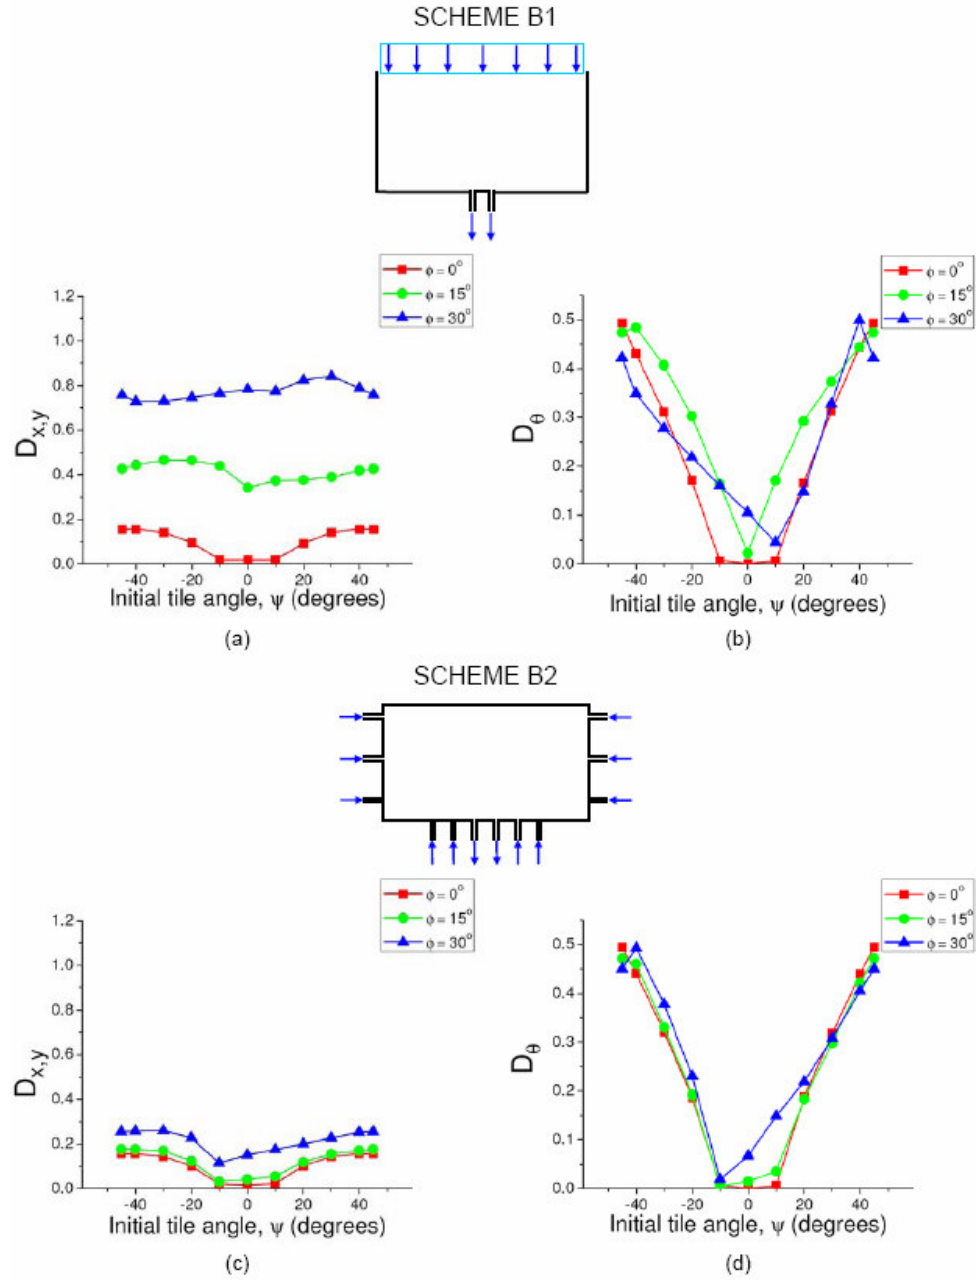 SCHEME B1
ϕ = 0°
ϕ = 15°
ϕ = 30°
1.2
1.0
0.8
0.6
0.4
0.2
0.0
D_x,y
-40 -20 0 20 40
Initial tile angle, ψ (degrees)
(a)
ϕ = 0°
ϕ = 15°
ϕ = 30°
0.5
0.4
0.3
0.2
0.1
0.0
D_θ
-40 -20 0 20 40
Initial tile angle, ψ (degrees)
(b)
SCHEME B2
ϕ = 0°
ϕ = 15°
ϕ = 30°
1.2
1.0
0.8
0.6
0.4
0.2
0.0
D_x,y
-40 -20 0 20 40
Initial tile angle, ψ (degrees)
(c)
ϕ = 0°
ϕ = 15°
ϕ = 30°
0.5
0.4
0.3
0.2
0.1
0.0
D_θ
-40 -20 0 20 40
Initial tile angle, ψ (degrees)
(d)